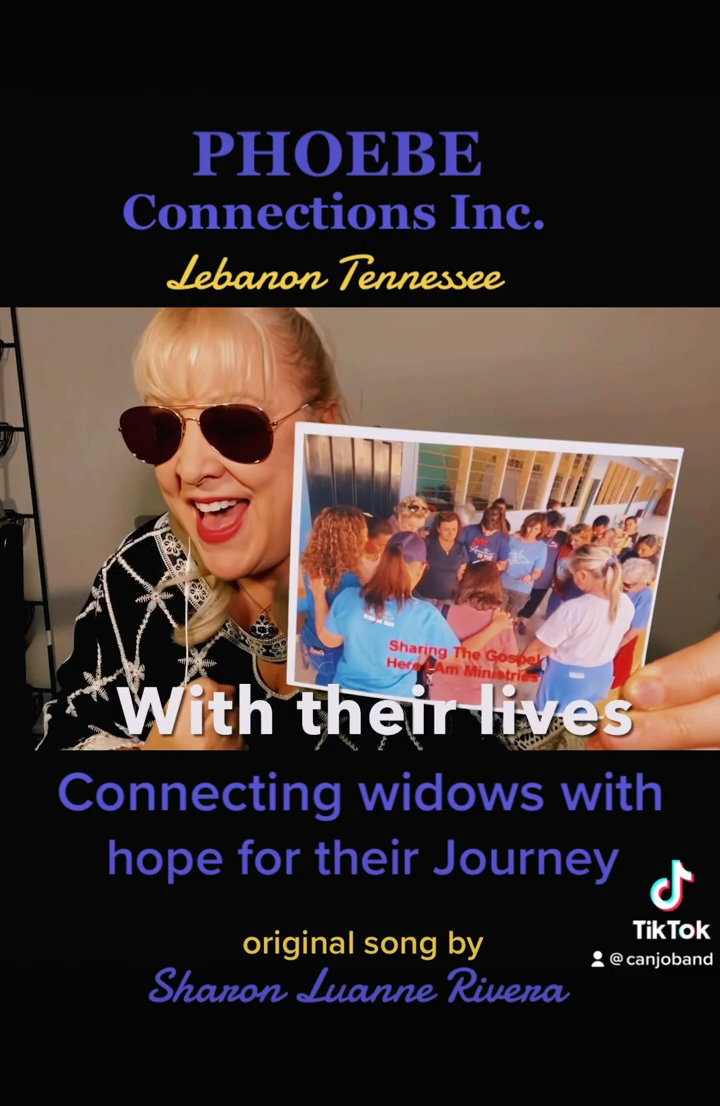 PHOEBE
Connections Inc.
Lebanon Tennessee
Sharing The Gospel
Here I Am Ministries
With their lives
Connecting widows with
hope for their Journey
TikTok
@canjoband
original song by
Sharon Luanne Rivera